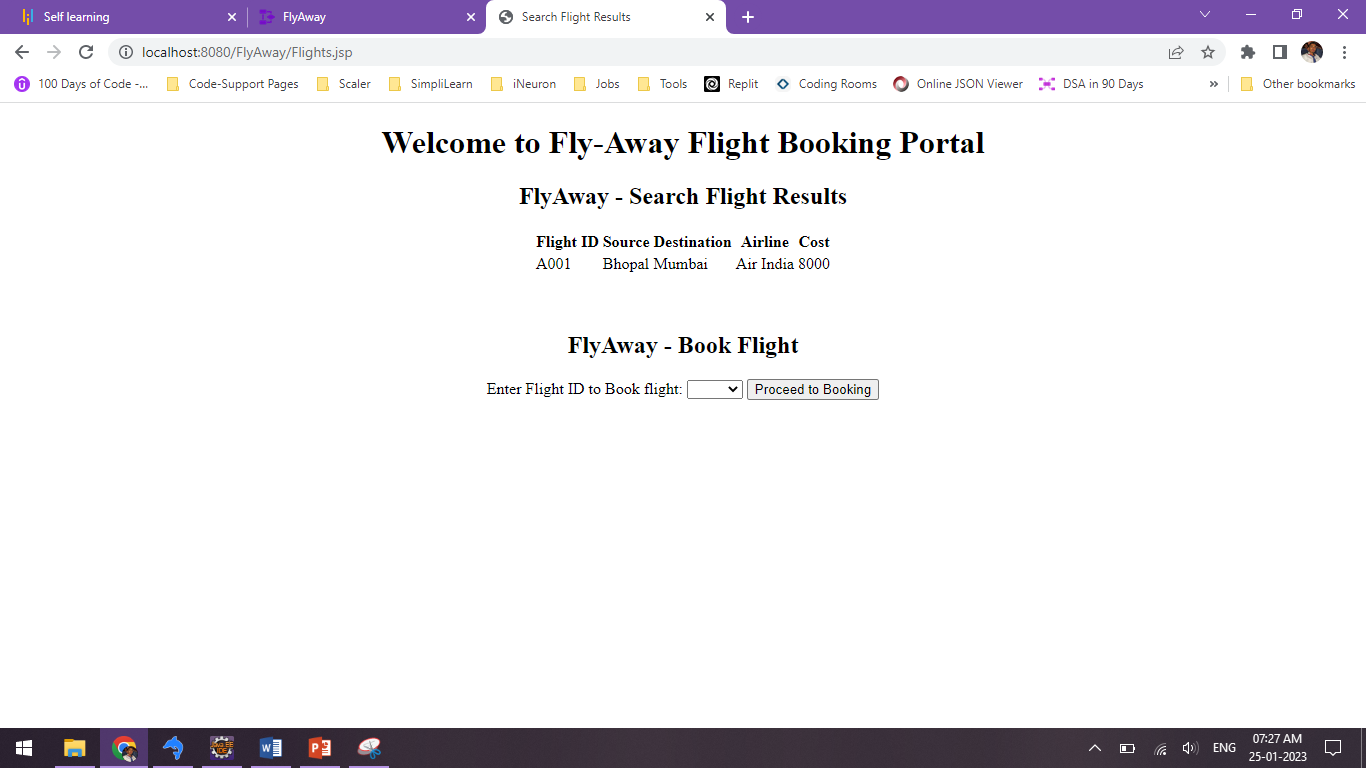 Self learning
FlyAway
Search Flight Results
localhost:8080/FlyAway/Flights.jsp
100 Days of Code -... Code-Support Pages Scaler SimpliLearn iNeuron Jobs Tools Replit Coding Rooms Online JSON Viewer DSA in 90 Days » Other bookmarks
Welcome to Fly-Away Flight Booking Portal
FlyAway - Search Flight Results
Flight ID Source Destination Airline Cost
A001 Bhopal Mumbai Air India 8000
FlyAway - Book Flight
Enter Flight ID to Book flight: Proceed to Booking
ENG
07:27 AM
25-01-2023